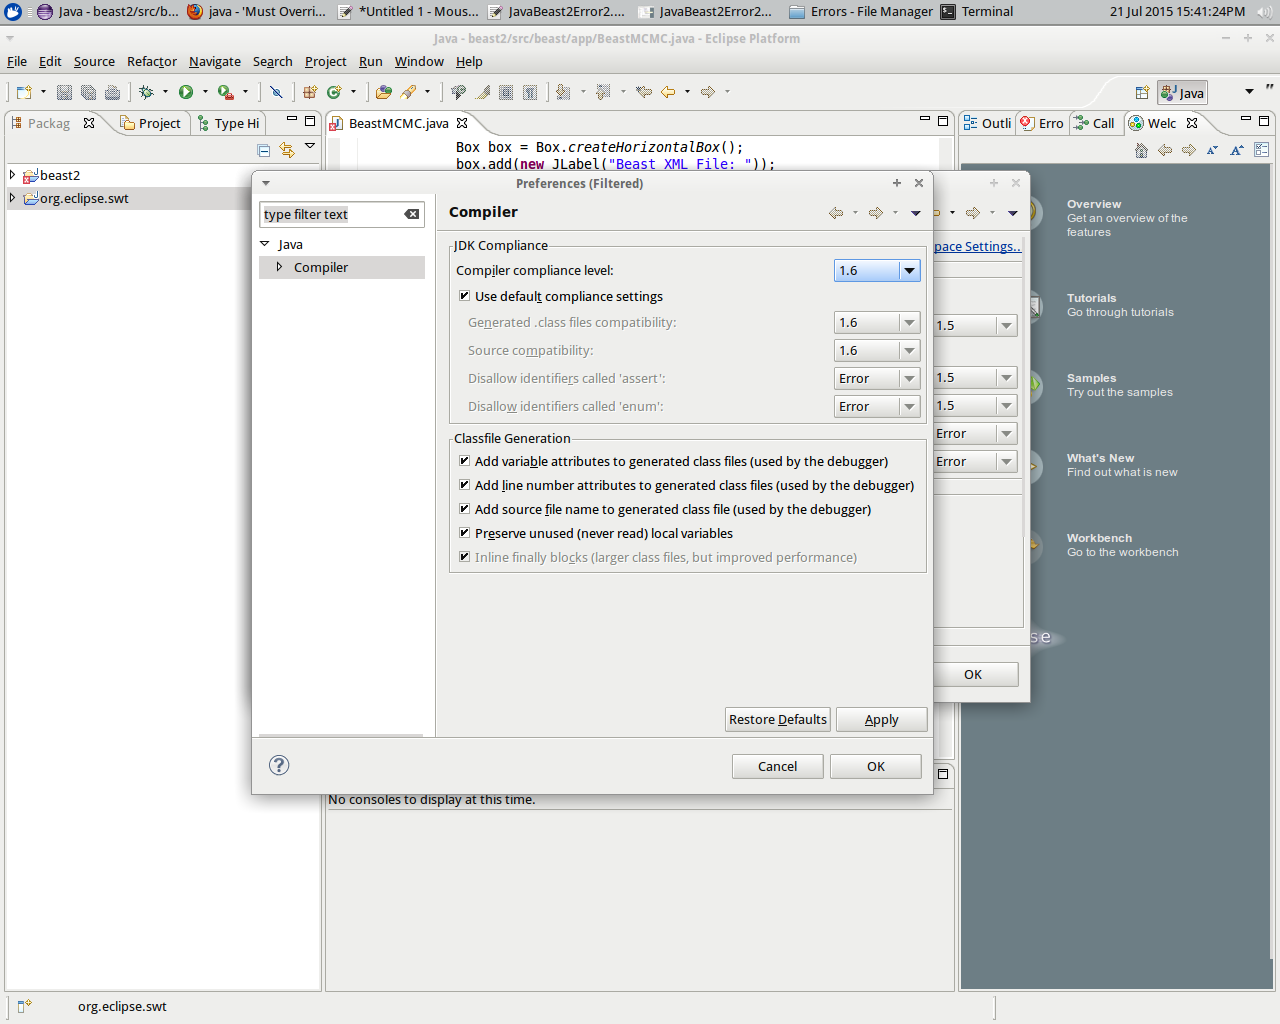 Java - beast2/src/b...
java - 'Must Overri...
*Untitled 1 - Mous...
JavaBeast2Error2....
JavaBeast2Error2...
Errors - File Manager
Terminal
21 Jul 2015 15:41:24PM
Java - beast2/src/beast/app/BeastMCMC.java - Eclipse Platform
File Edit Source Refactor Navigate Search Project Run Window Help
Java
Packag
Project
Type Hi
BeastMCMC.java
Outli
Erro
Call
Welc
beast2
org.eclipse.swt
Box box = Box.createHorizontalBox();
box.add(new JLabel("Beast XML File: "));
Preferences (Filtered)
type filter text
Java
Compiler
Compiler
JDK Compliance
Compiler compliance level: 1.6
Use default compliance settings
Generated .class files compatibility: 1.6
Source compatibility: 1.6
Disallow identifiers called 'assert': Error
Disallow identifiers called 'enum': Error
Classfile Generation
Add variable attributes to generated class files (used by the debugger)
Add line number attributes to generated class files (used by the debugger)
Add source file name to generated class file (used by the debugger)
Preserve unused (never read) local variables
Inline finally blocks (larger class files, but improved performance)
Restore Defaults
Apply
Cancel
OK
pace Settings..
1.5
1.5
1.5
Error
Error
OK
Overview
Get an overview of the
features
Tutorials
Go through tutorials
Samples
Try out the samples
What's New
Find out what is new
Workbench
Go to the workbench
se
No consoles to display at this time.
org.eclipse.swt